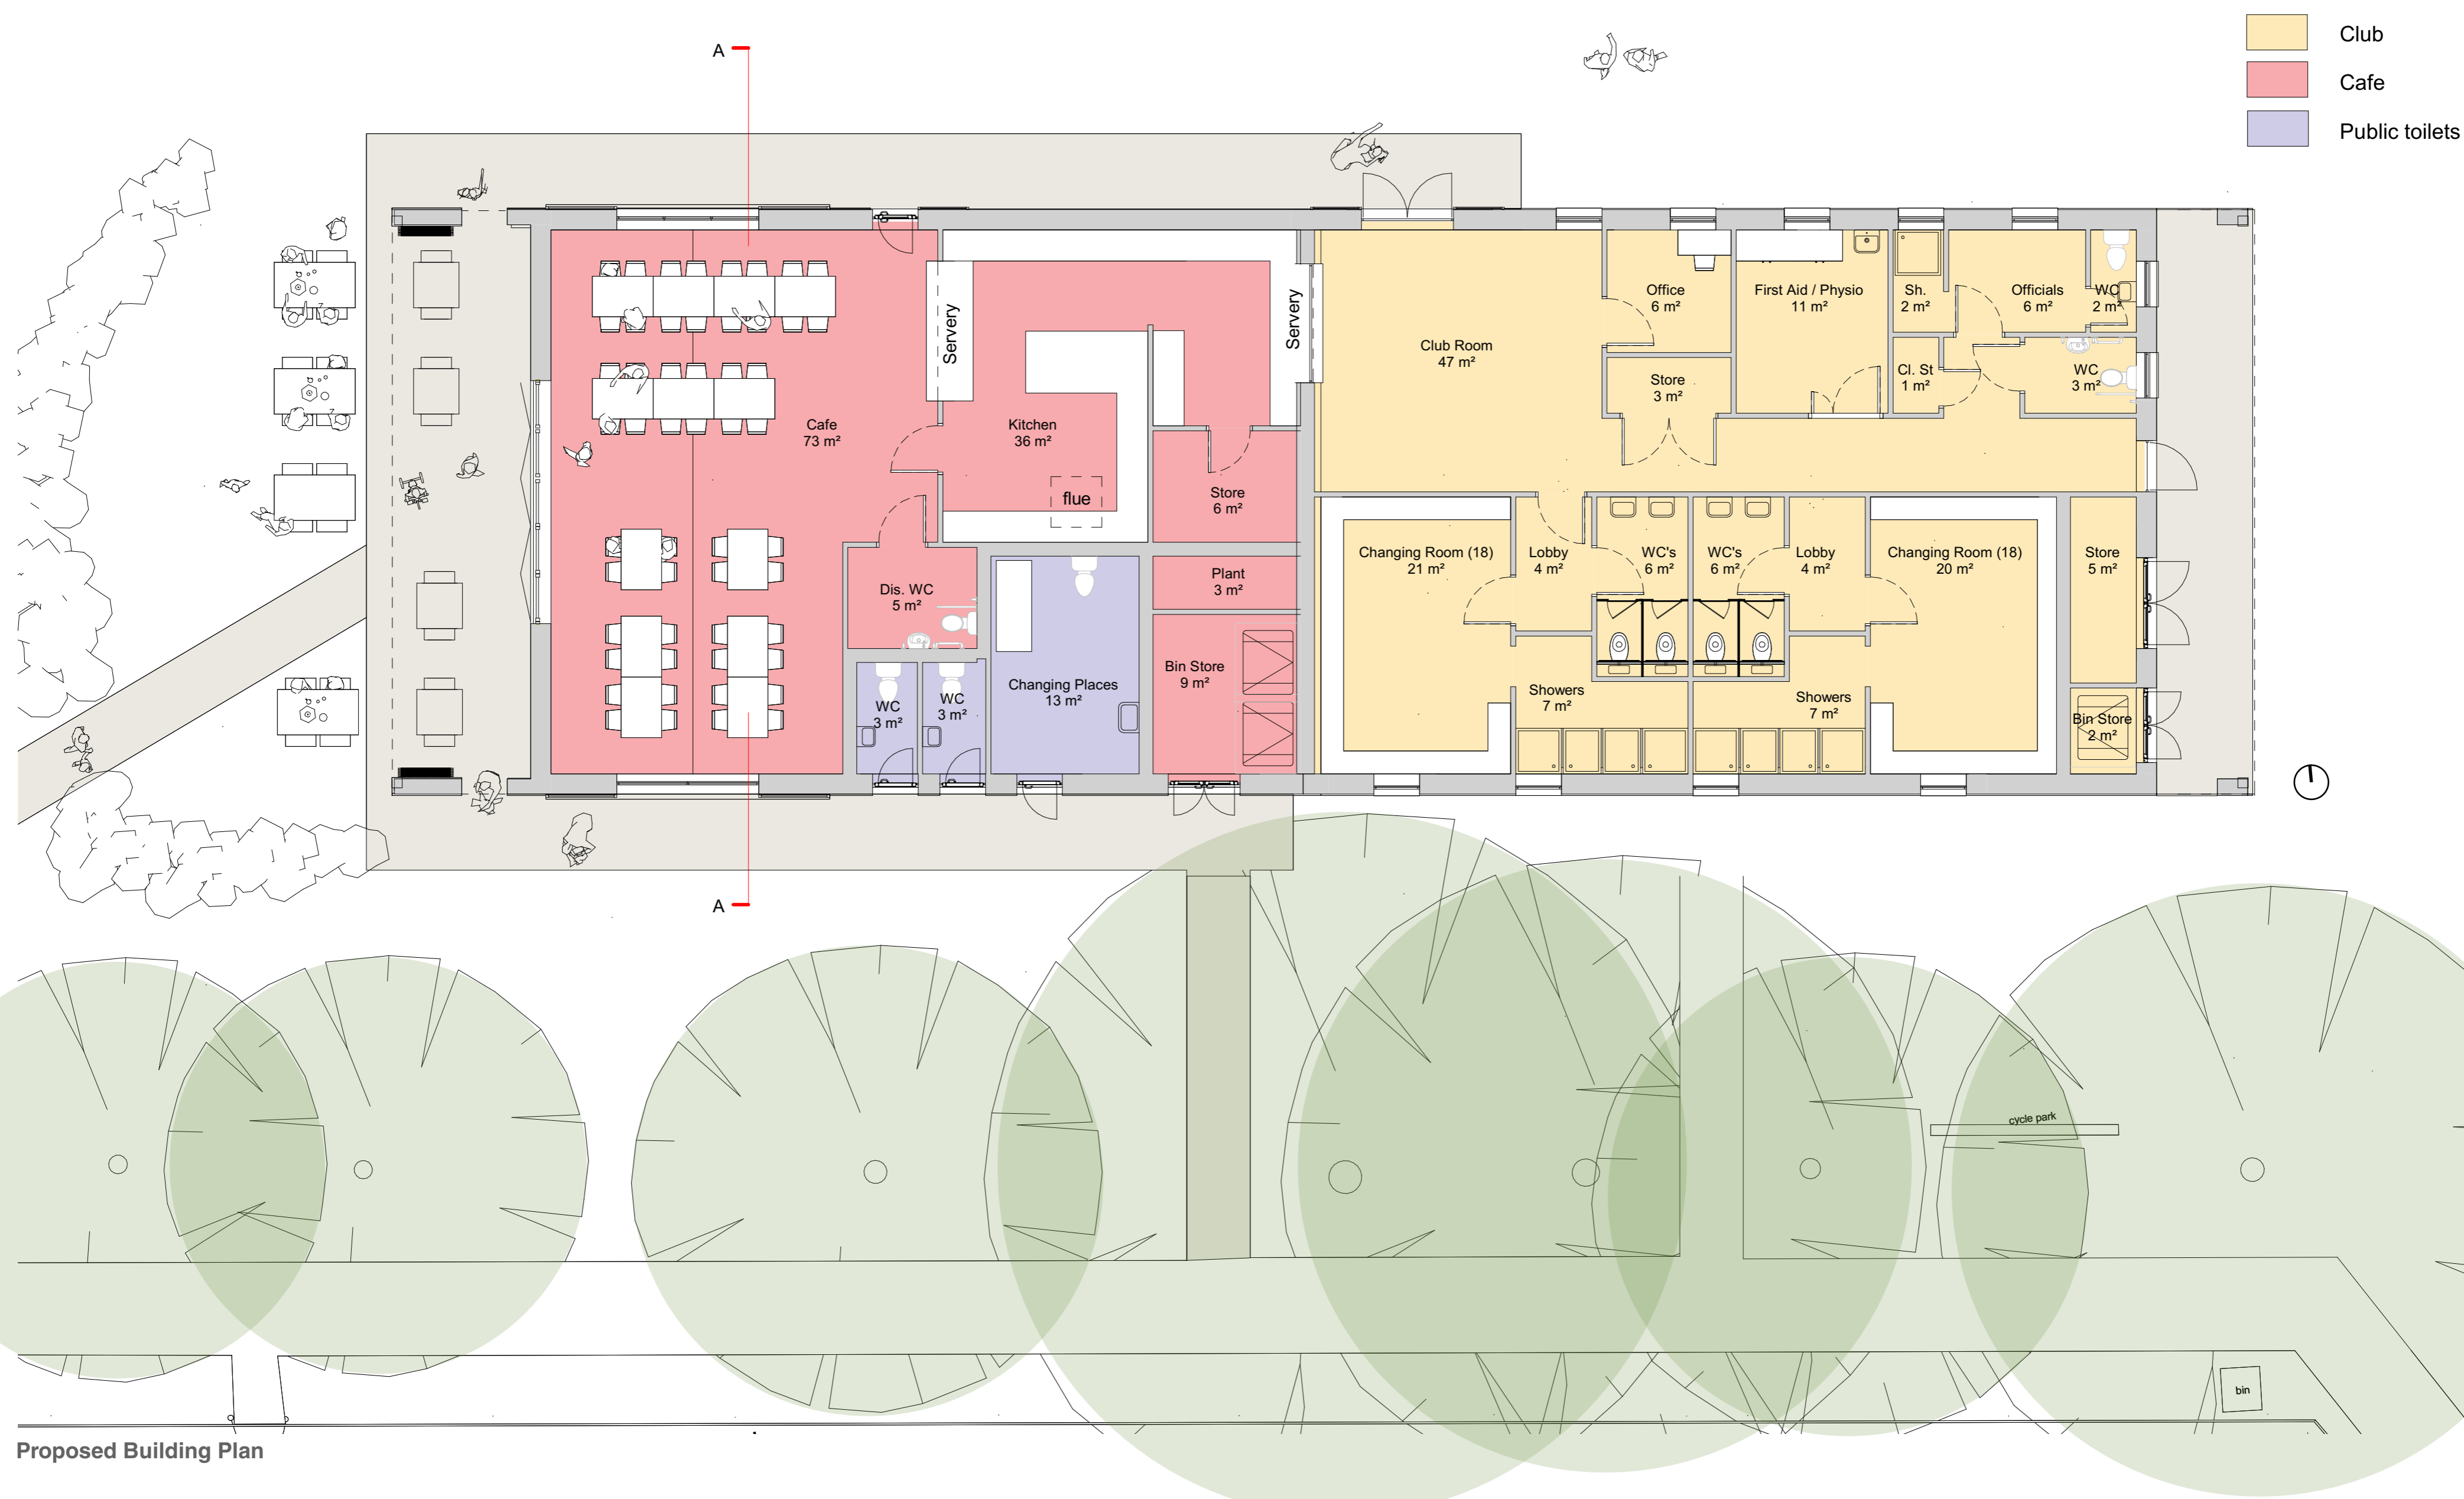 Club
Cafe
Public toilets
A
Servery
Servery
Cafe
73 m²
Kitchen
36 m²
flue
Store
6 m²
Plant
3 m²
Bin Store
9 m²
Dis. WC
5 m²
WC
3 m²
WC
3 m²
Changing Places
13 m²
Club Room
47 m²
Office
6 m²
Store
3 m²
First Aid / Physio
11 m²
Sh.
2 m²
Officials
6 m²
WC
2 m²
Cl. St
1 m²
WC
3 m²
Changing Room (18)
21 m²
Lobby
4 m²
WC's
6 m²
WC's
6 m²
Lobby
4 m²
Changing Room (18)
20 m²
Store
5 m²
Showers
7 m²
Showers
7 m²
Bin Store
2 m²
A
cycle park
bin
Proposed Building Plan